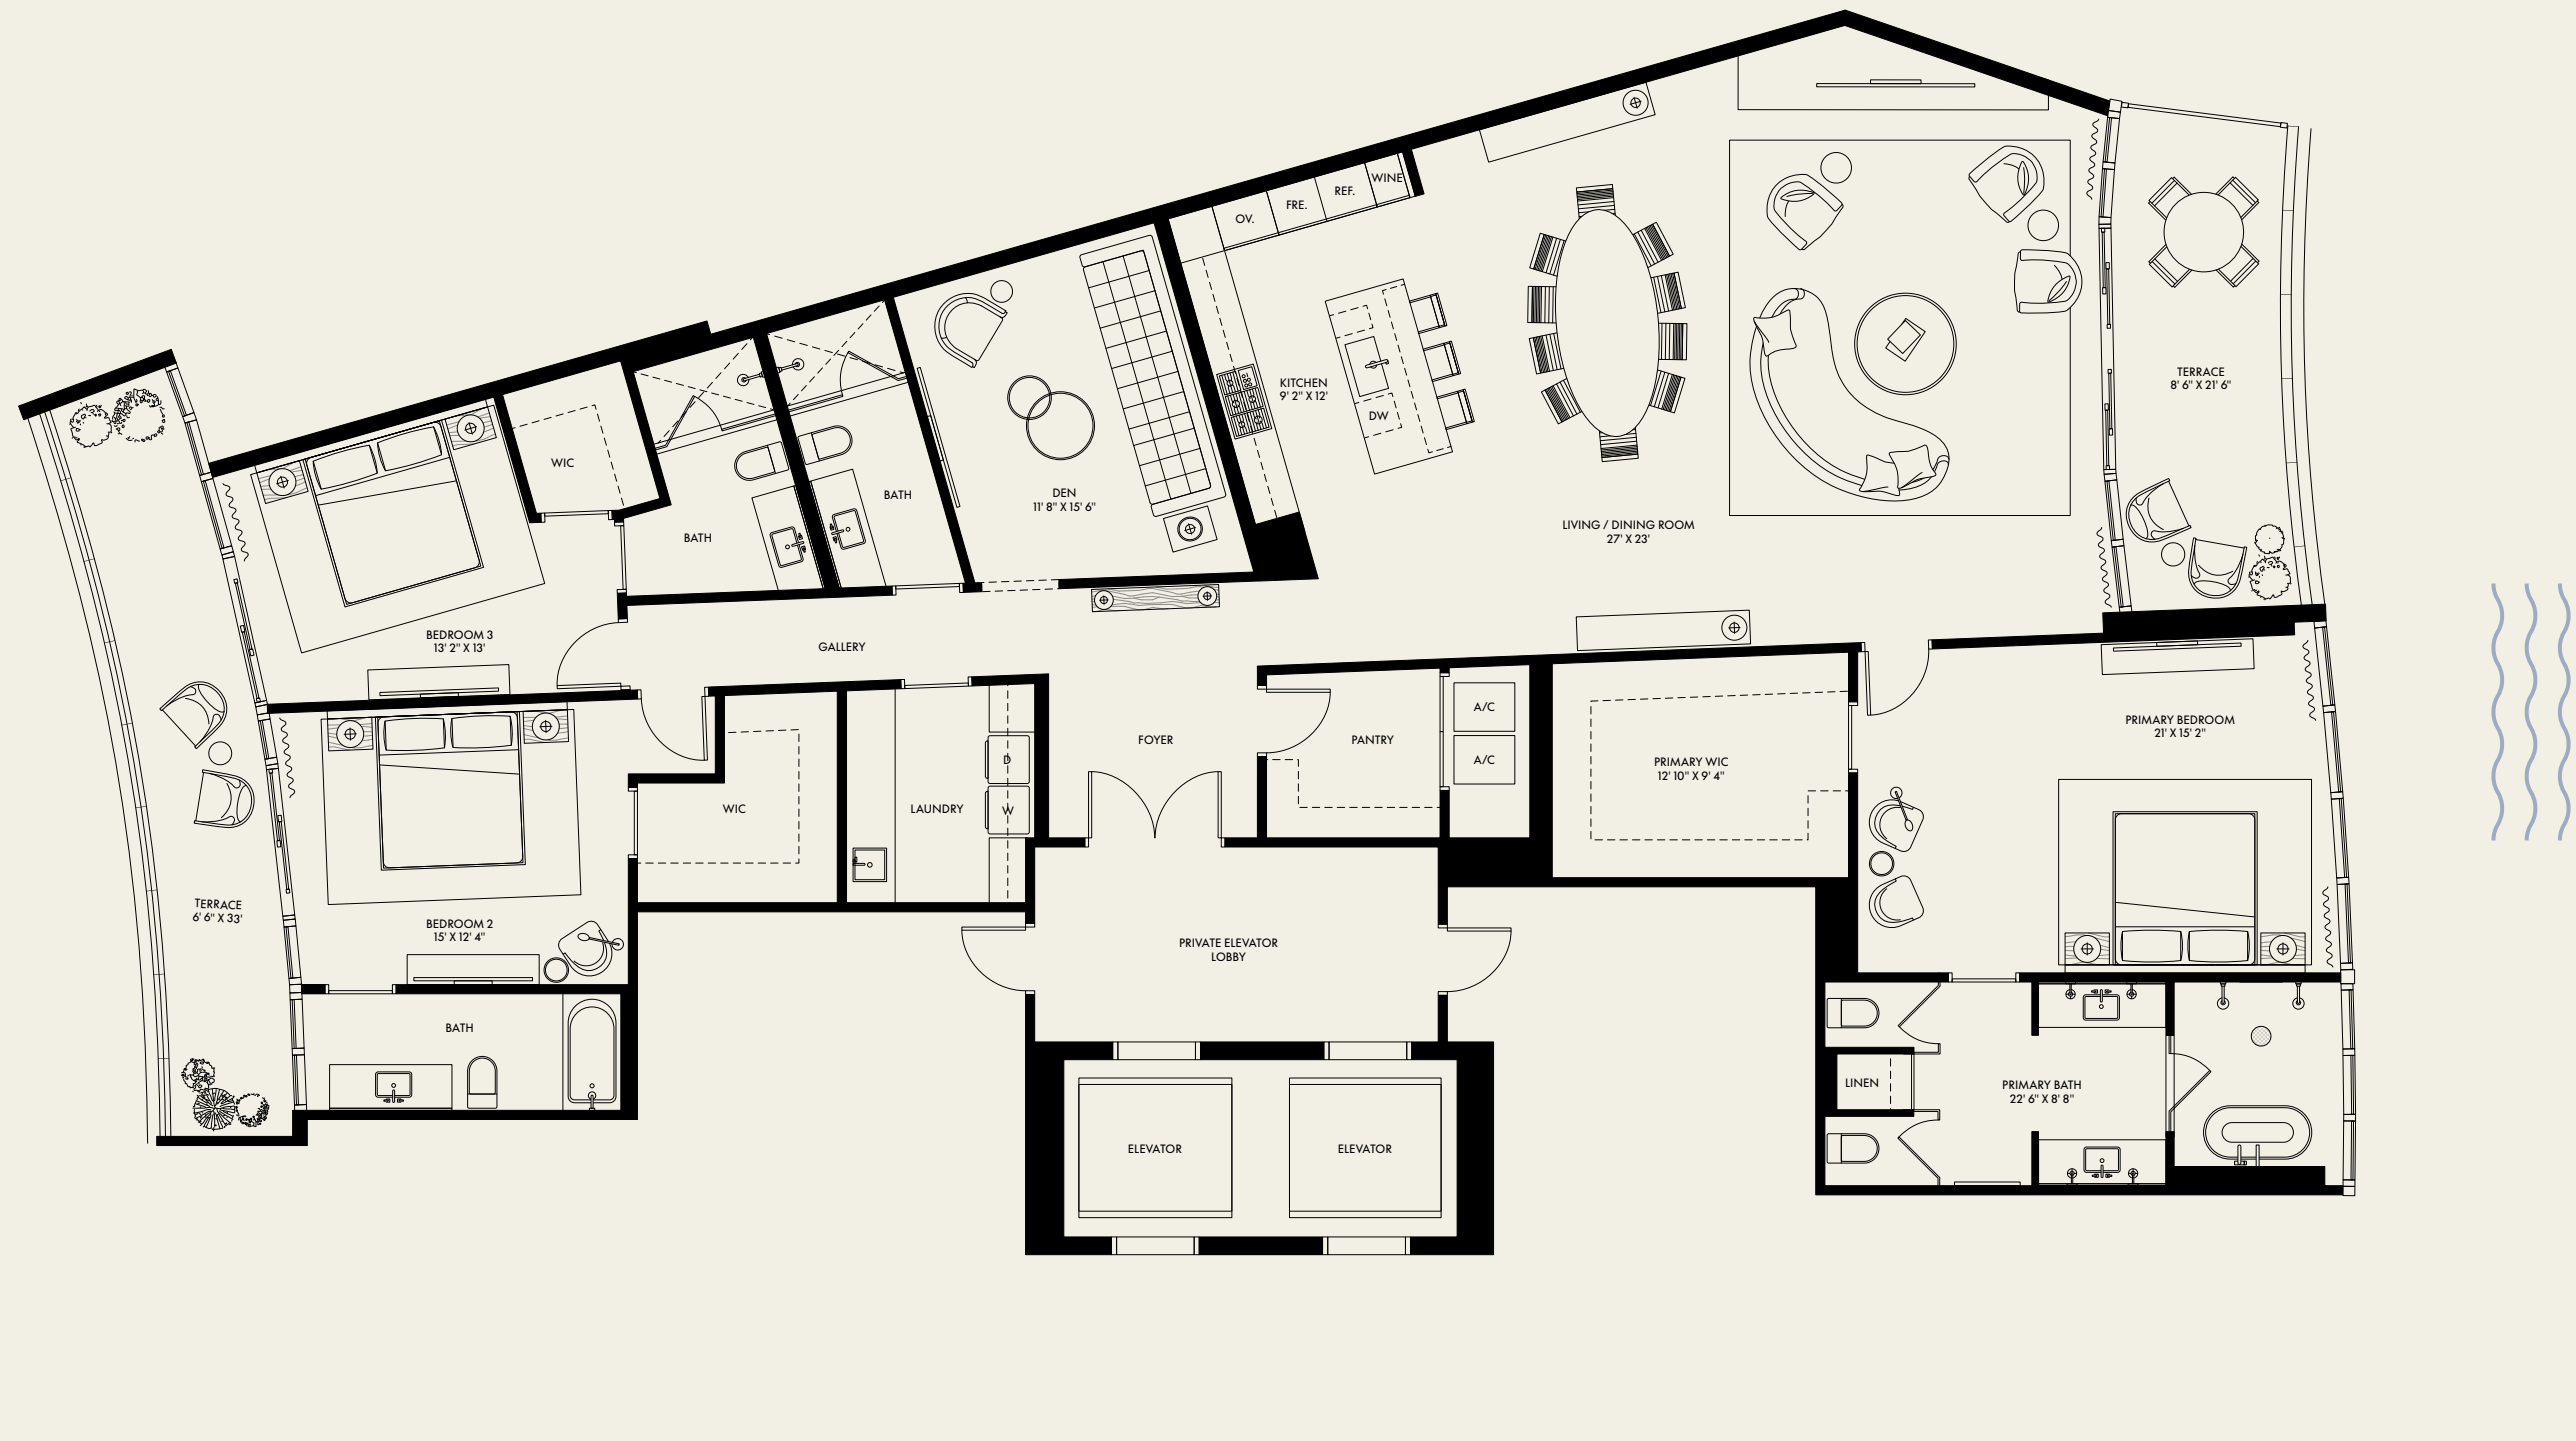 WINE
REF.
FRE.
OV.
TERRACE
8' 6" X 21' 6"
KITCHEN
9' 2" X 12'
DW
WIC
DEN
11' 8" X 15' 6"
BATH
BATH
LIVING / DINING ROOM
27' X 23'
BEDROOM 3
13' 2" X 13'
GALLERY
A/C
PRIMARY BEDROOM
21' X 15' 2"
FOYER
PANTRY
D
A/C
PRIMARY WIC
12' 10" X 9' 4"
WIC
LAUNDRY
W
TERRACE
6' 6" X 33'
BEDROOM 2
15' X 12' 4"
PRIVATE ELEVATOR
LOBBY
BATH
LINEN
PRIMARY BATH
22' 6" X 8' 8"
ELEVATOR
ELEVATOR